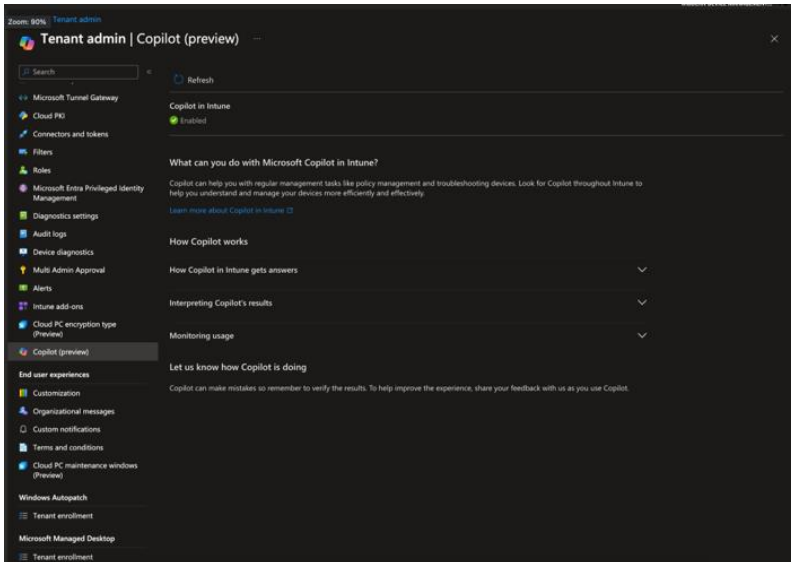 Zoom: 90%
Tenant admin
Tenant admin | Copilot (preview)
Search
Microsoft Tunnel Gateway
Cloud PKI
Connectors and tokens
Filters
Roles
Microsoft Entra Privileged Identity
Management
Diagnostics settings
Audit logs
Device diagnostics
Multi Admin Approval
Alerts
Intune add-ons
Cloud PC encryption type
(Preview)
Copilot (preview)
End user experiences
Customization
Organizational messages
Custom notifications
Terms and conditions
Cloud PC maintenance windows
(Preview)
Windows Autopatch
Tenant enrollment
Microsoft Managed Desktop
Tenant enrollment
Refresh
Copilot in Intune
Enabled
What can you do with Microsoft Copilot in Intune?
Copilot can help you with regular management tasks like policy management and troubleshooting devices. Look for Copilot throughout Intune to
help you understand and manage your devices more efficiently and effectively.
Learn more about Copilot in Intune
How Copilot works
How Copilot in Intune gets answers
Interpreting Copilot's results
Monitoring usage
Let us know how Copilot is doing
Copilot can make mistakes so remember to verify the results. To help improve the experience, share your feedback with us as you use Copilot.